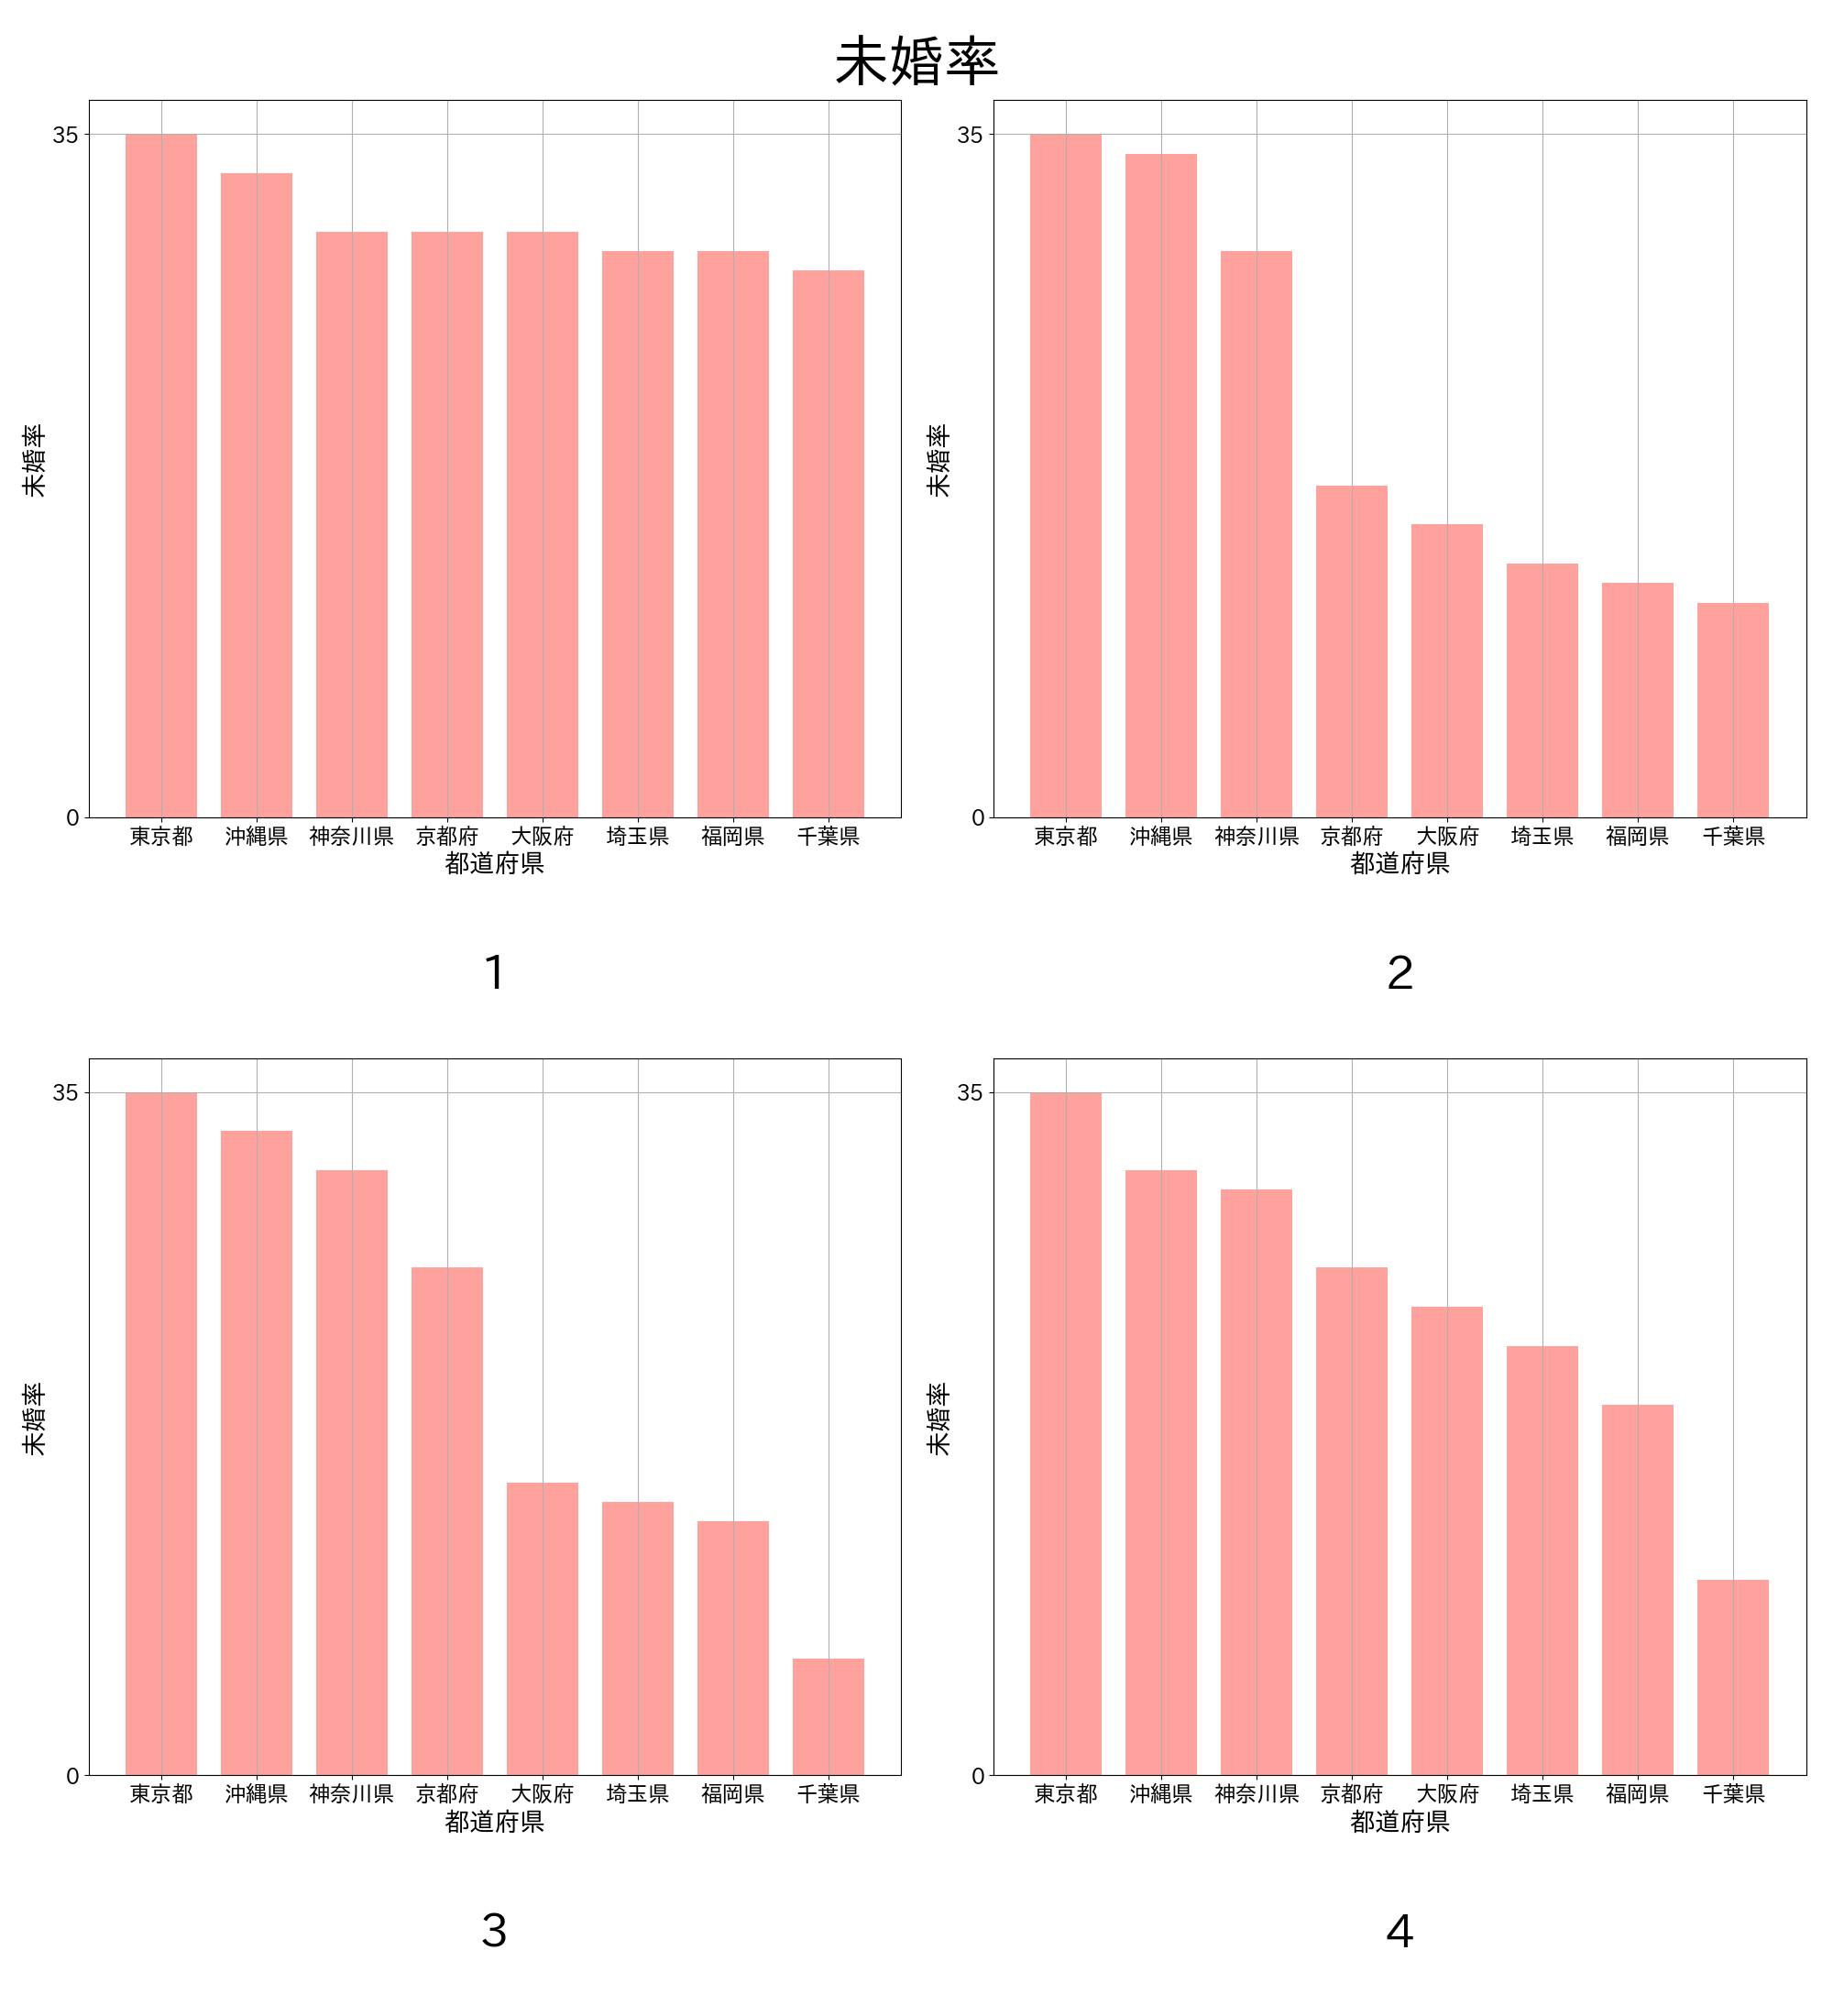 未婚率
35
0
未婚率
東京都 沖縄県 神奈川県 京都府 大阪府 埼玉県 福岡県 千葉県
都道府県
1
35
0
未婚率
東京都 沖縄県 神奈川県 京都府 大阪府 埼玉県 福岡県 千葉県
都道府県
2
35
0
未婚率
東京都 沖縄県 神奈川県 京都府 大阪府 埼玉県 福岡県 千葉県
都道府県
3
35
0
未婚率
東京都 沖縄県 神奈川県 京都府 大阪府 埼玉県 福岡県 千葉県
都道府県
4